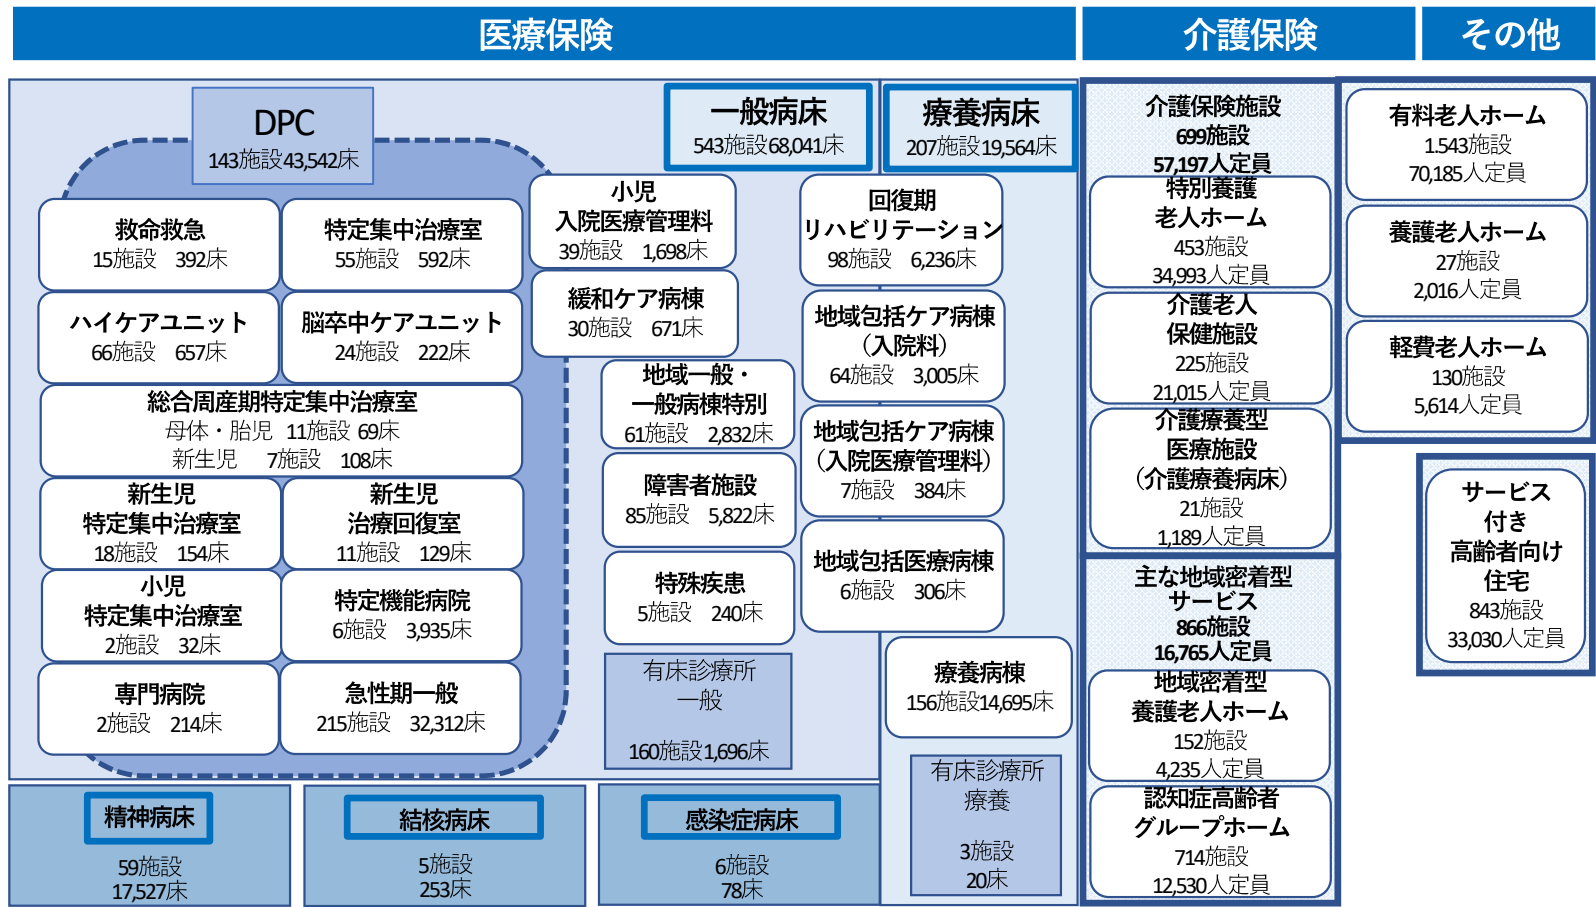 医療保険
介護保険
その他
DPC
143施設43,542床
一般病床
543施設68,041床
療養病床
207施設19,564床
救命救急
15施設 392床
特定集中治療室
55施設 592床
ハイケアユニット
66施設 657床
脳卒中ケアユニット
24施設 222床
総合周産期特定集中治療室
母体・胎児 11施設 69床
新生児 7施設 108床
新生児
特定集中治療室
18施設 154床
新生児
治療回復室
11施設 129床
小児
特定集中治療室
2施設 32床
特定機能病院
6施設 3,935床
専門病院
2施設 214床
急性期一般
215施設 32,312床
小児
入院医療管理料
39施設 1,698床
緩和ケア病棟
30施設 671床
地域一般・
一般病棟特別
61施設 2,832床
障害者施設
85施設 5,822床
特殊疾患
5施設 240床
有床診療所
一般
160施設1,696床
回復期
リハビリテーション
98施設 6,236床
地域包括ケア病棟
（入院料）
64施設 3,005床
地域包括ケア病棟
（入院医療管理料）
7施設 384床
地域包括医療病棟
6施設 306床
療養病棟
156施設14,695床
有床診療所
療養
3施設
20床
精神病床
59施設
17,527床
結核病床
5施設
253床
感染症病床
6施設
78床
介護保険施設
699施設
57,197人定員
特別養護
老人ホーム
453施設
34,993人定員
介護老人
保健施設
225施設
21,015人定員
介護療養型
医療施設
（介護療養病床）
21施設
1,189人定員
主な地域密着型
サービス
866施設
16,765人定員
地域密着型
養護老人ホーム
152施設
4,235人定員
認知症高齢者
グループホーム
714施設
12,530人定員
有料老人ホーム
1.543施設
70,185人定員
養護老人ホーム
27施設
2,016人定員
軽費老人ホーム
130施設
5,614人定員
サービス
付き
高齢者向け
住宅
843施設
33,030人定員